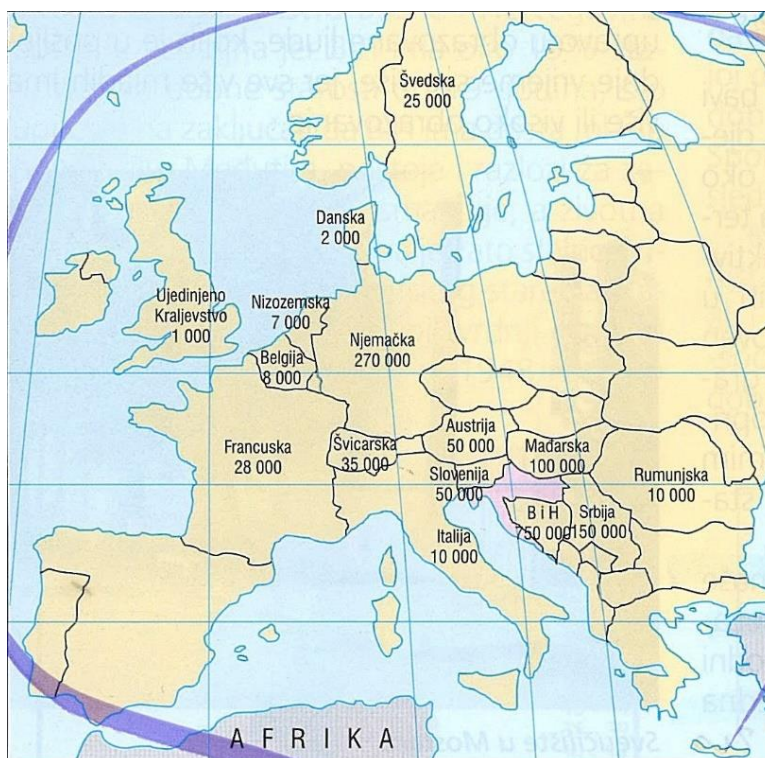 Švedska
25 000
Danska
2 000
Ujedinjeno
Kraljevstvo
1 000
Nizozemska
7 000
Belgija
8 000
Njemačka
270 000
Francuska
28 000
Švicarska
35 000
Austrija
50 000
Mađarska
100 000
Slovenija
50 000
Rumunjska
10 000
B i H
750 000
Srbija
150 000
Italija
10 000
AFRIKA